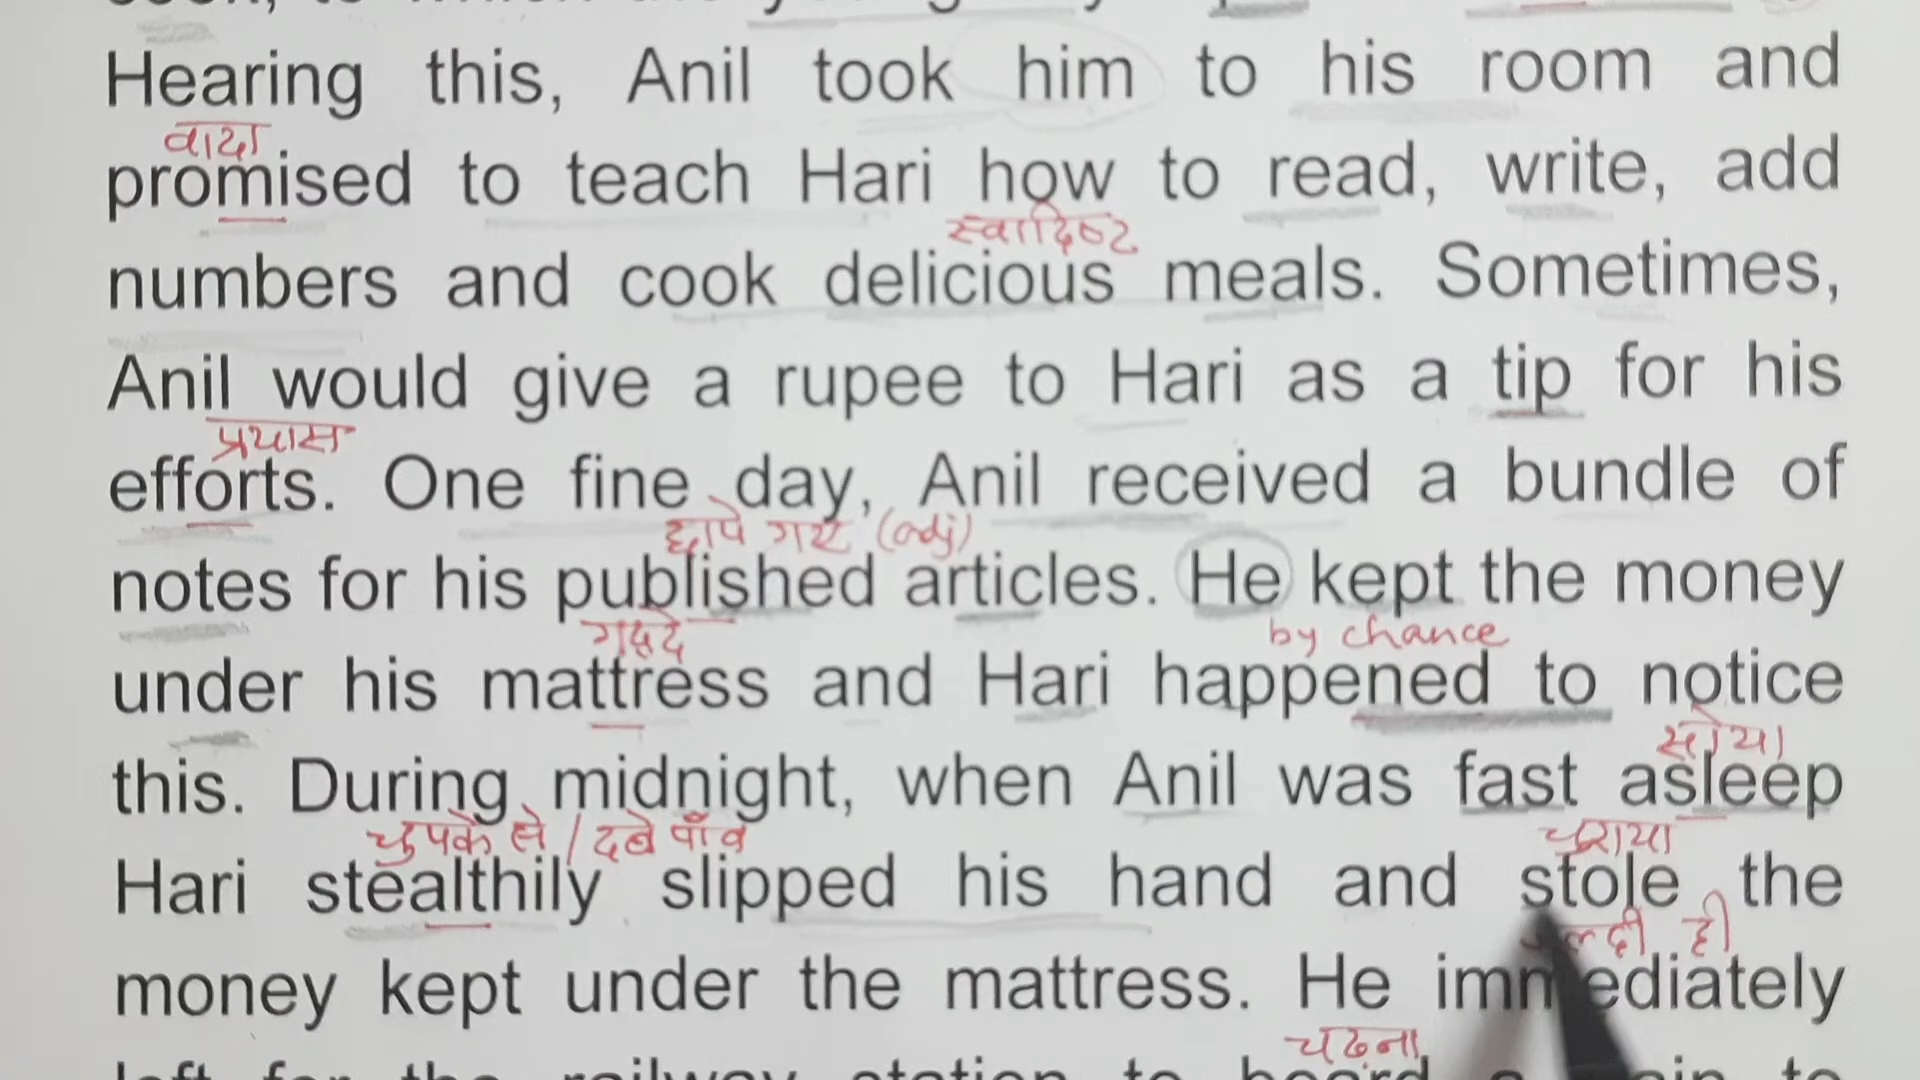 Hearing this, Anil took him to his room and
वादा
promised to teach Hari how to read, write, add
स्वादिष्ट
numbers and cook delicious meals. Sometimes,
Anil would give a rupee to Hari as a tip for his
प्रयास
efforts. One fine day, Anil received a bundle of
छापे गए (adj)
notes for his published articles. He kept the money
गद्दे by chance
under his mattress and Hari happened to notice
सोया
this. During midnight, when Anil was fast asleep
चुपके से / दबे पाँव चुराया
Hari stealthily slipped his hand and stole the
जल्दी ही
money kept under the mattress. He immediately
चढना